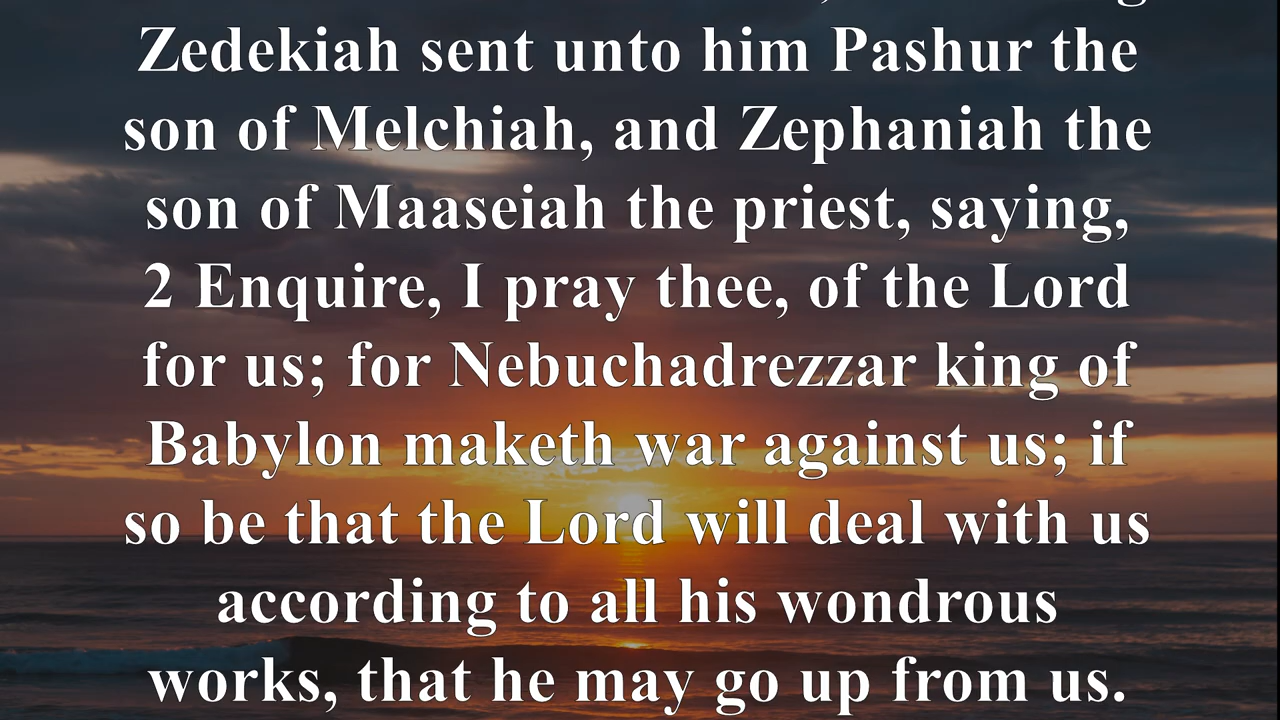 Zedekiah sent unto him Pashur the
son of Melchiah, and Zephaniah the
son of Maaseiah the priest, saying,
2 Enquire, I pray thee, of the Lord
for us; for Nebuchadrezzar king of
Babylon maketh war against us; if
so be that the Lord will deal with us
according to all his wondrous
works, that he may go up from us.